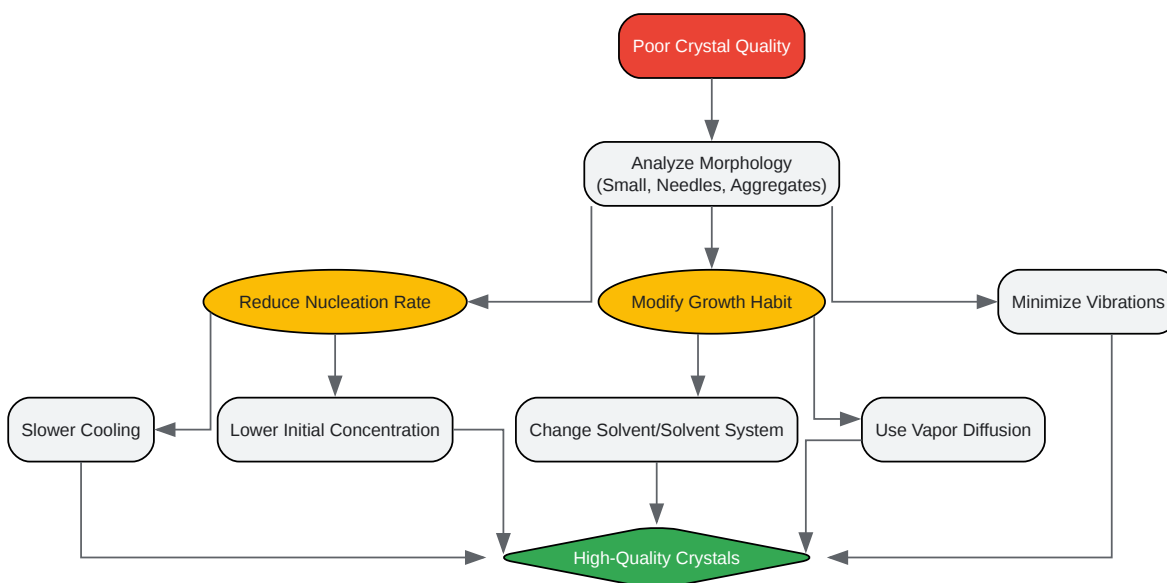 Poor Crystal Quality
Analyze Morphology
(Small, Needles, Aggregates)
Reduce Nucleation Rate
Modify Growth Habit
Minimize Vibrations
Slower Cooling
Lower Initial Concentration
Change Solvent/Solvent System
Use Vapor Diffusion
High-Quality Crystals